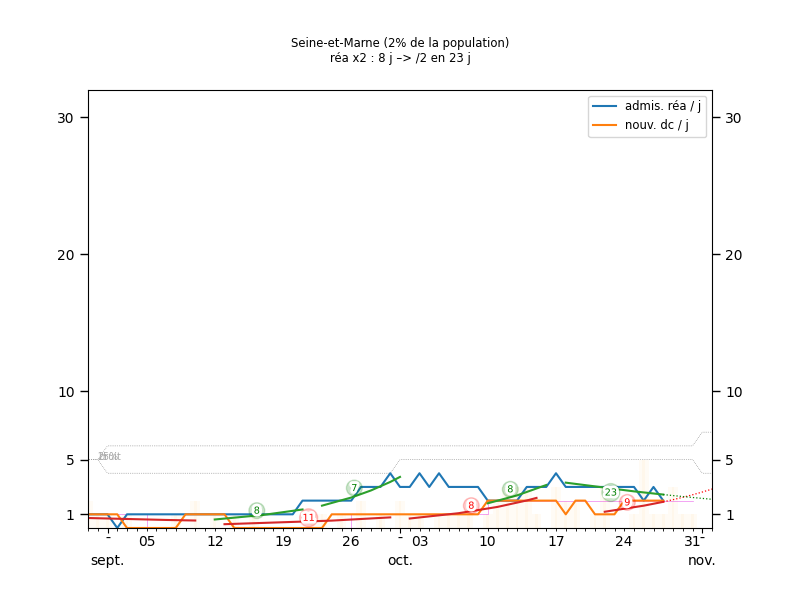 Seine-et-Marne (2% de la population)
réa x2 : 8 j –> /2 en 23 j
admis. réa / j
nouv. dc / j
30 30
20 20
10 10
5 5
1 1
7
8
11
8
8
23
9
- 05 12 19 26 - 03 10 17 24 31 -
sept. oct. nov.